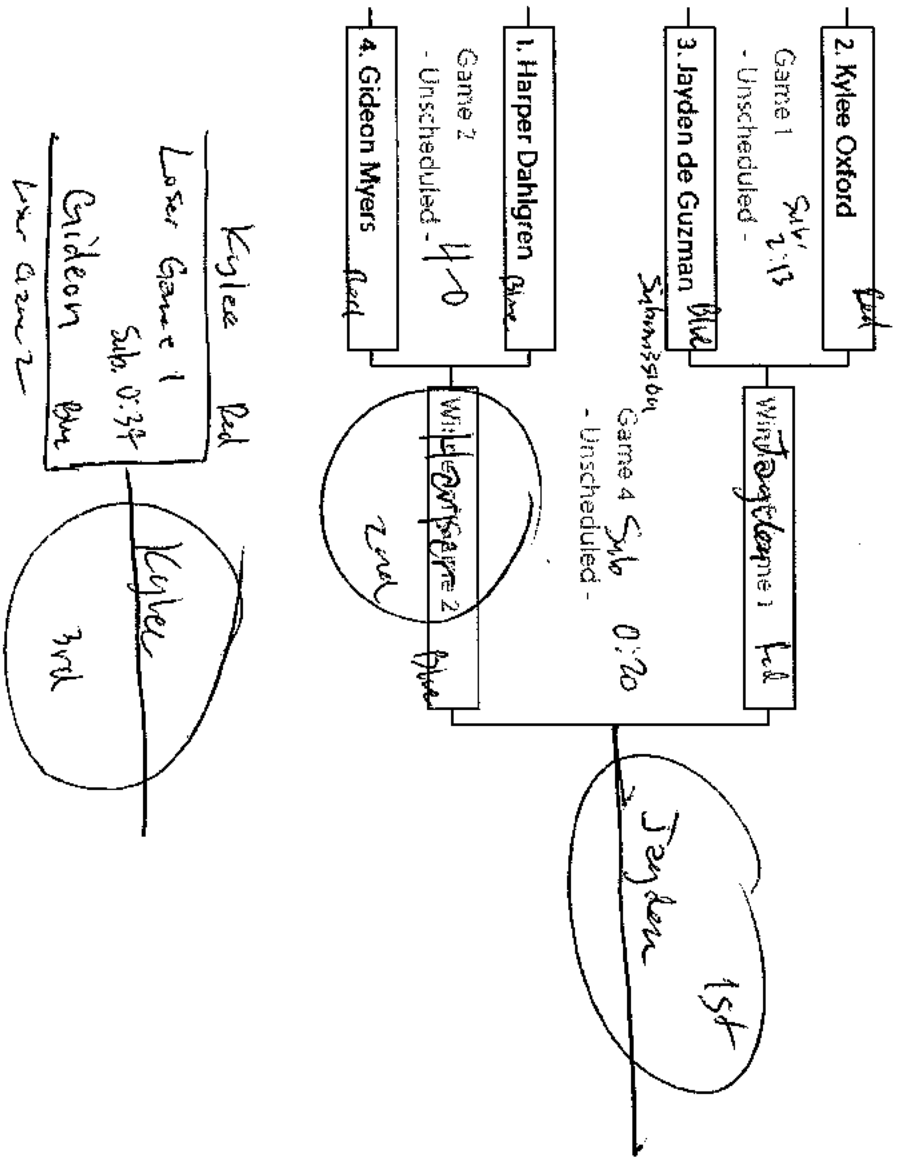 2. Kylee Oxford Red
Game 1 Sub 2:13
- Unscheduled -
3. Jayden de Guzman Blue
Submission
Winner Game 1 Jayden Red
Game 4 Sub 0:20
- Unscheduled -
1. Harper Dahlgren Blue
Game 2 4-0
- Unscheduled -
4. Gideon Myers Red
Winner Game 2 Harper Blue
2nd
Jayden 1st
Kylee Red
Loser Game 1
Sub. 0:34
Gideon Blue
Loser Game 2
Kylee
3rd